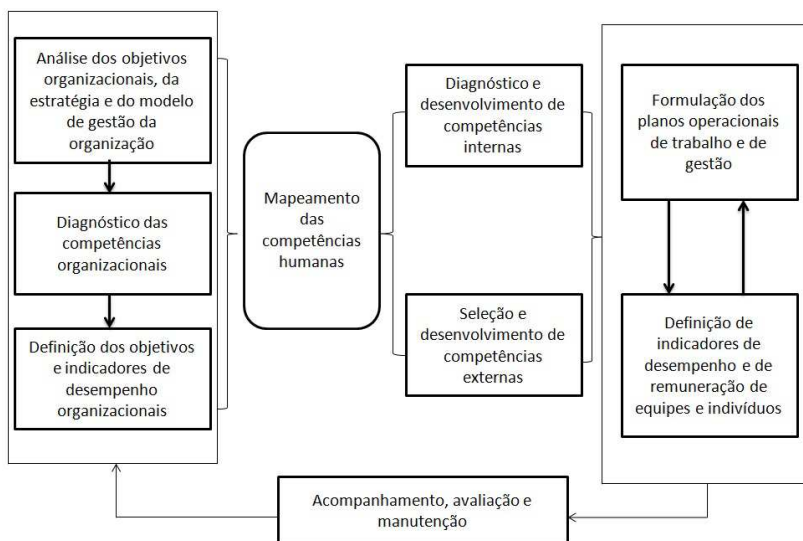 Análise dos objetivos
organizacionais, da
estratégia e do modelo
de gestão da
organização
Diagnóstico das
competências
organizacionais
Definição dos objetivos
e indicadores de
desempenho
organizacionais
Mapeamento
das
competências
humanas
Diagnóstico e
desenvolvimento de
competências
internas
Seleção e
desenvolvimento de
competências
externas
Formulação dos
planos operacionais
de trabalho e de
gestão
Definição de
indicadores de
desempenho e de
remuneração de
equipes e indivíduos
Acompanhamento, avaliação e
manutenção